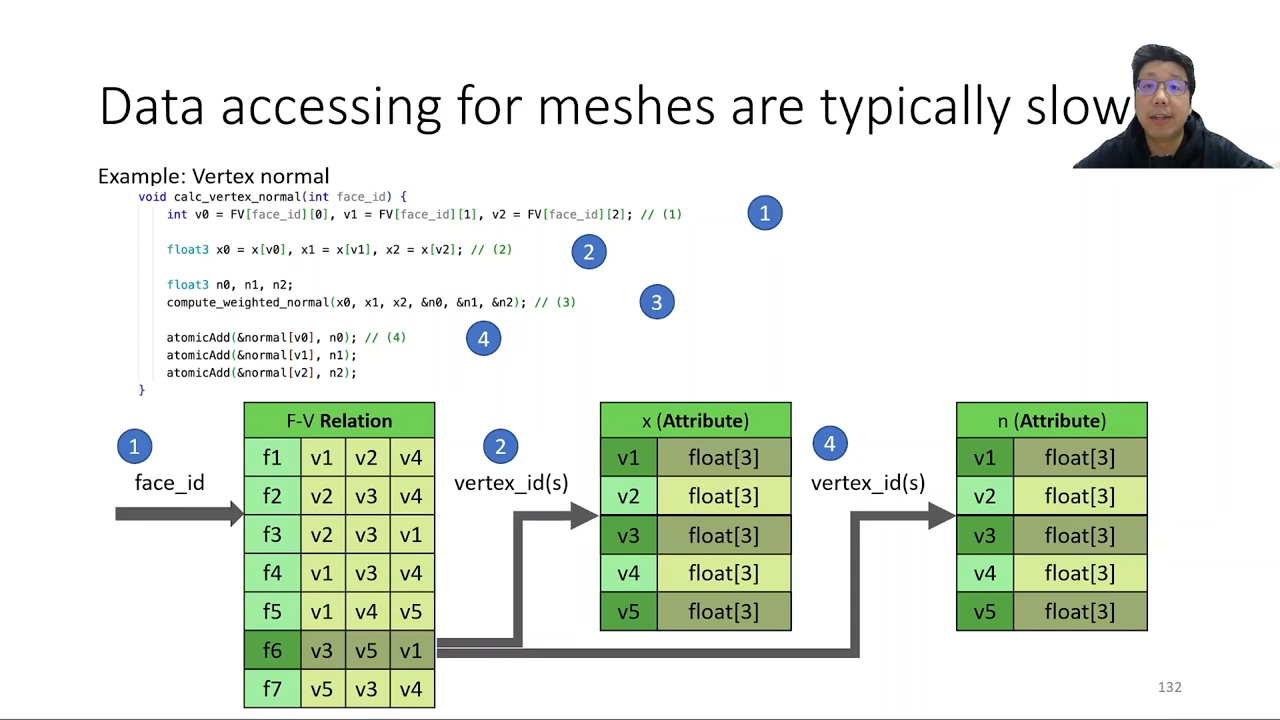 Data accessing for meshes are typically slow
Example: Vertex normal
void calc_vertex_normal(int face_id) {
int v0 = FV[face_id][0], v1 = FV[face_id][1], v2 = FV[face_id][2]; // (1)
1
float3 x0 = x[v0], x1 = x[v1], x2 = x[v2]; // (2)
2
float3 n0, n1, n2;
compute_weighted_normal(x0, x1, x2, &n0, &n1, &n2); // (3)
3
atomicAdd(&normal[v0], n0); // (4)
4
atomicAdd(&normal[v1], n1);
atomicAdd(&normal[v2], n2);
}
1
face_id
F-V Relation
f1 v1 v2 v4
f2 v2 v3 v4
f3 v2 v3 v1
f4 v1 v3 v4
f5 v1 v4 v5
f6 v3 v5 v1
f7 v5 v3 v4
2
vertex_id(s)
x (Attribute)
v1 float[3]
v2 float[3]
v3 float[3]
v4 float[3]
v5 float[3]
4
vertex_id(s)
n (Attribute)
v1 float[3]
v2 float[3]
v3 float[3]
v4 float[3]
v5 float[3]
132